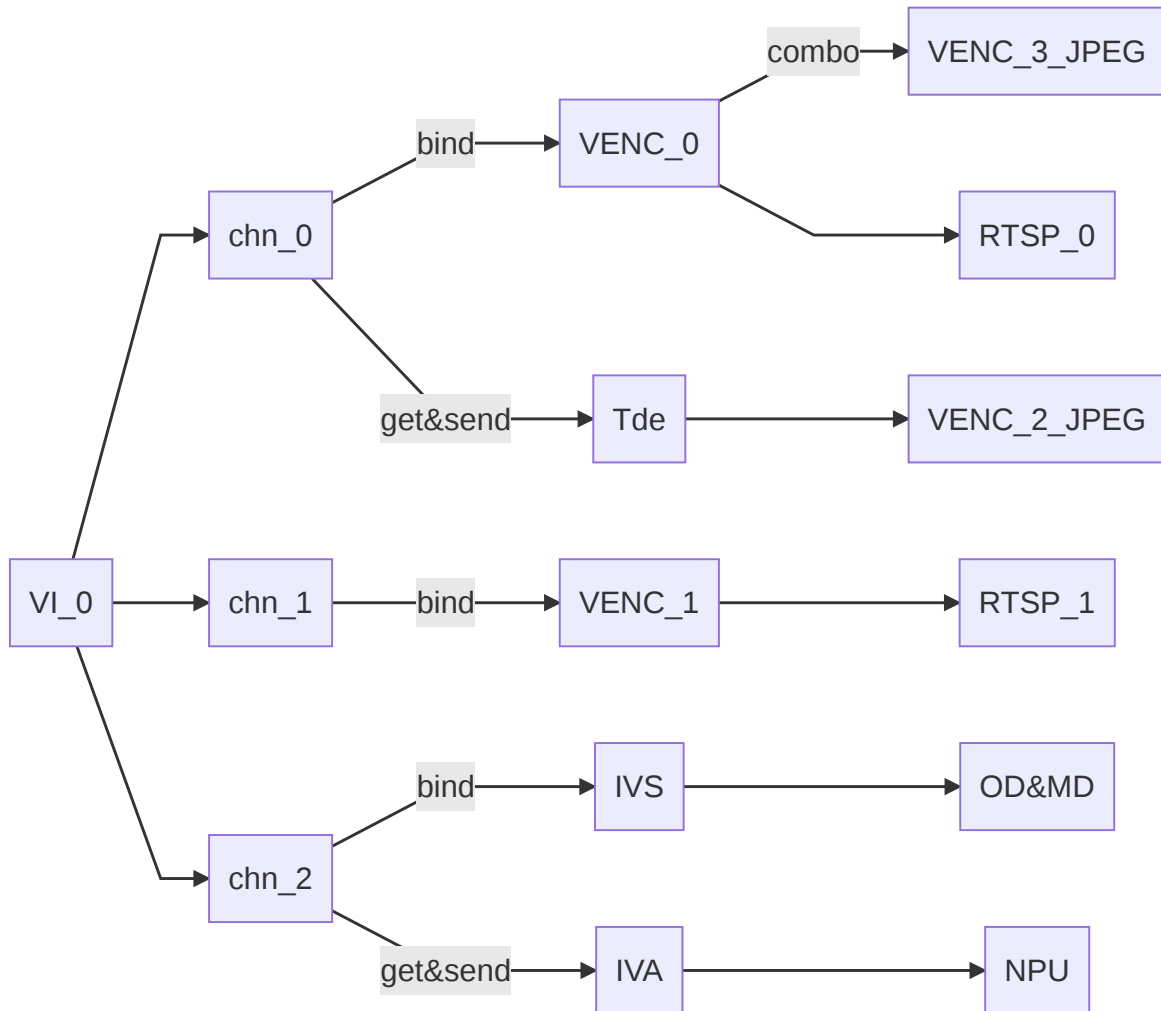 combo
VENC_3_JPEG
bind
VENC_0
chn_0
RTSP_0
get&send
Tde
VENC_2_JPEG
VI_0
chn_1
bind
VENC_1
RTSP_1
bind
IVS
OD&MD
chn_2
get&send
IVA
NPU